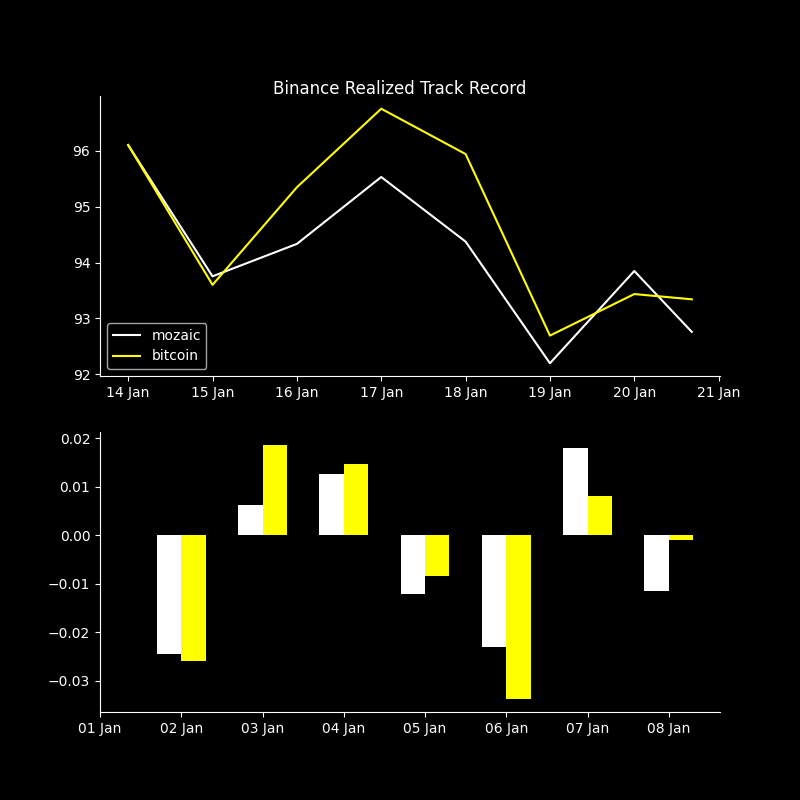 Binance Realized Track Record
96
95
94
93
92
mozaic
bitcoin
14 Jan 15 Jan 16 Jan 17 Jan 18 Jan 19 Jan 20 Jan 21 Jan
0.02
0.01
0.00
−0.01
−0.02
−0.03
01 Jan 02 Jan 03 Jan 04 Jan 05 Jan 06 Jan 07 Jan 08 Jan